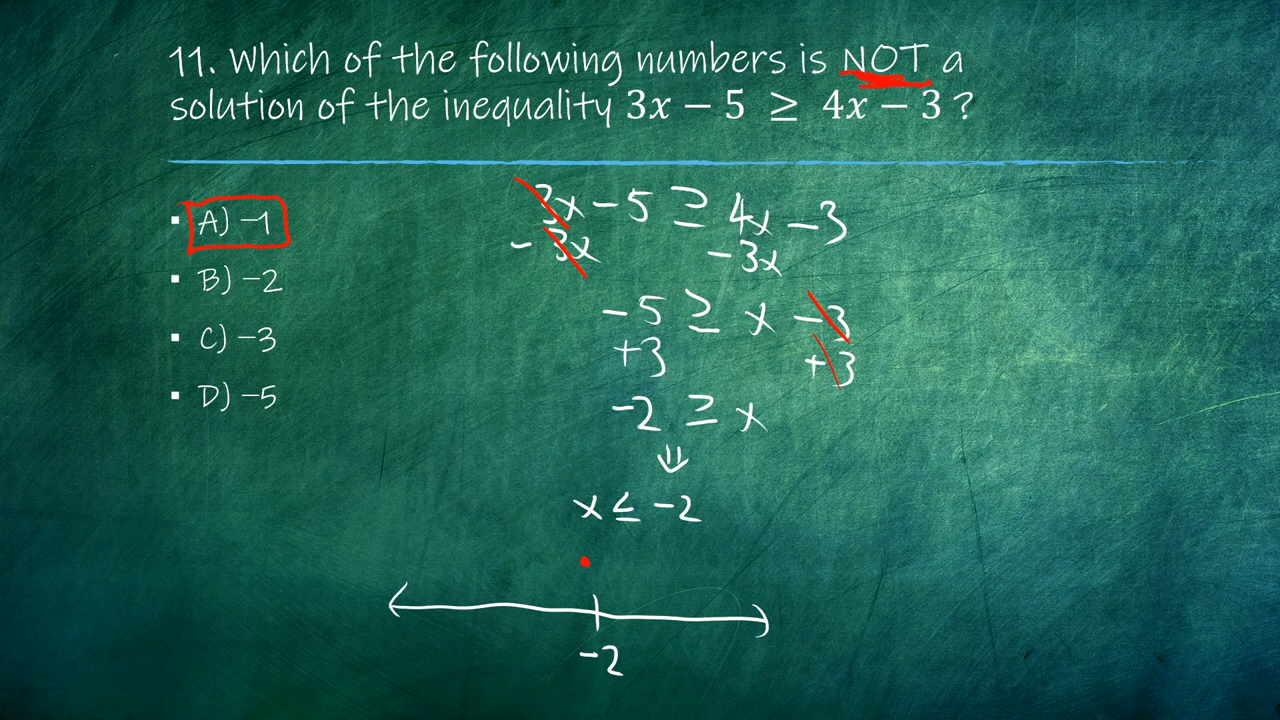 11. Which of the following numbers is NOT a
solution of the inequality 3x − 5 ≥ 4x − 3 ?
▪ A) −1
▪ B) −2
▪ C) −3
▪ D) −5
3x − 5 ≥ 4x − 3
− 3x − 3x
− 5 ≥ x − 3
+3 + 3
−2 ≥ x
⇓
x ≤ −2
−2